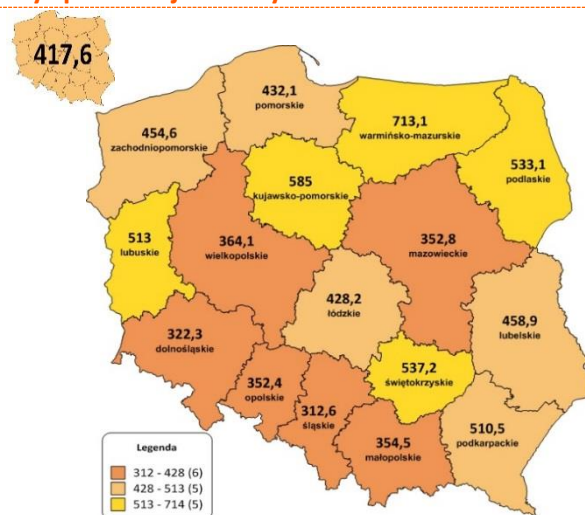 417,6
432,1
pomorskie
713,1
warmińsko-mazurskie
454,6
zachodniopomorskie
533,1
podlaskie
585
kujawsko-pomorskie
513
lubuskie
364,1
wielkopolskie
352,8
mazowieckie
428,2
łódzkie
458,9
lubelskie
322,3
dolnośląskie
537,2
świętokrzyskie
352,4
opolskie
312,6
śląskie
354,5
małopolskie
510,5
podkarpackie
Legenda
312 - 428 (6)
428 - 513 (5)
513 - 714 (5)